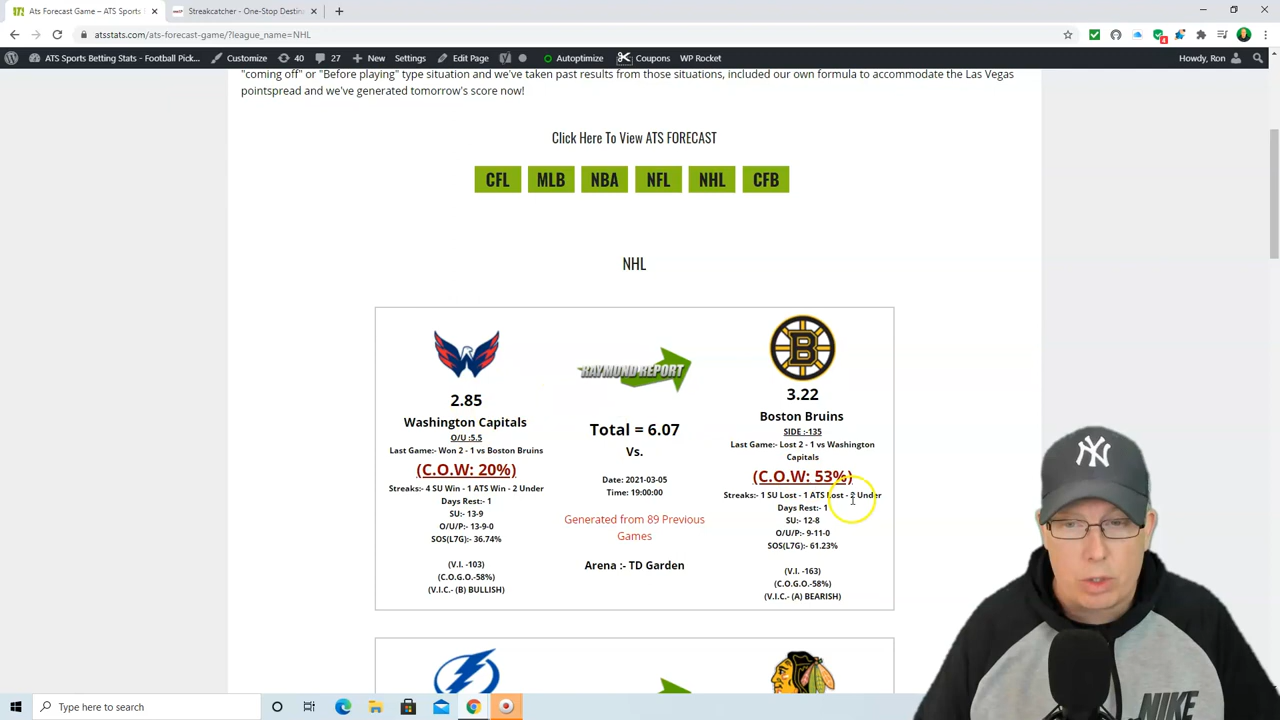 Ats Forecast Game – ATS Sports
Streakcatcher - One-Stop Destina
atsstats.com/ats-forecast-game/?league_name=NHL
ATS Sports Betting Stats - Football Pick...
Customize
40
27
New
Settings
Edit Page
Autoptimize
Coupons
WP Rocket
Howdy, Ron
"coming off" or "Before playing" type situation and we've taken past results from those situations, included our own formula to accommodate the Las Vegas
pointspread and we've generated tomorrow's score now!
Click Here To View ATS FORECAST
CFL
MLB
NBA
NFL
NHL
CFB
NHL
2.85
Washington Capitals
O/U :5.5
Last Game:- Won 2 - 1 vs Boston Bruins
(C.O.W: 20%)
Streaks:- 4 SU Win - 1 ATS Win - 2 Under
Days Rest:- 1
SU:- 13-9
O/U/P:- 13-9-0
SOS(L7G):- 36.74%
(V.I. -103)
(C.O.G.O.-58%)
(V.I.C.- (B) BULLISH)
RAYMOND REPORT
Total = 6.07
Vs.
Date: 2021-03-05
Time: 19:00:00
Generated from 89 Previous
Games
Arena :- TD Garden
B
3.22
Boston Bruins
SIDE :-135
Last Game:- Lost 2 - 1 vs Washington
Capitals
(C.O.W: 53%)
Streaks:- 1 SU Lost - 1 ATS Lost - 2 Under
Days Rest:- 1
SU:- 12-8
O/U/P:- 9-11-0
SOS(L7G):- 61.23%
(V.I. -163)
(C.O.G.O.-58%)
(V.I.C.- (A) BEARISH)
NY
NIKE
Type here to search